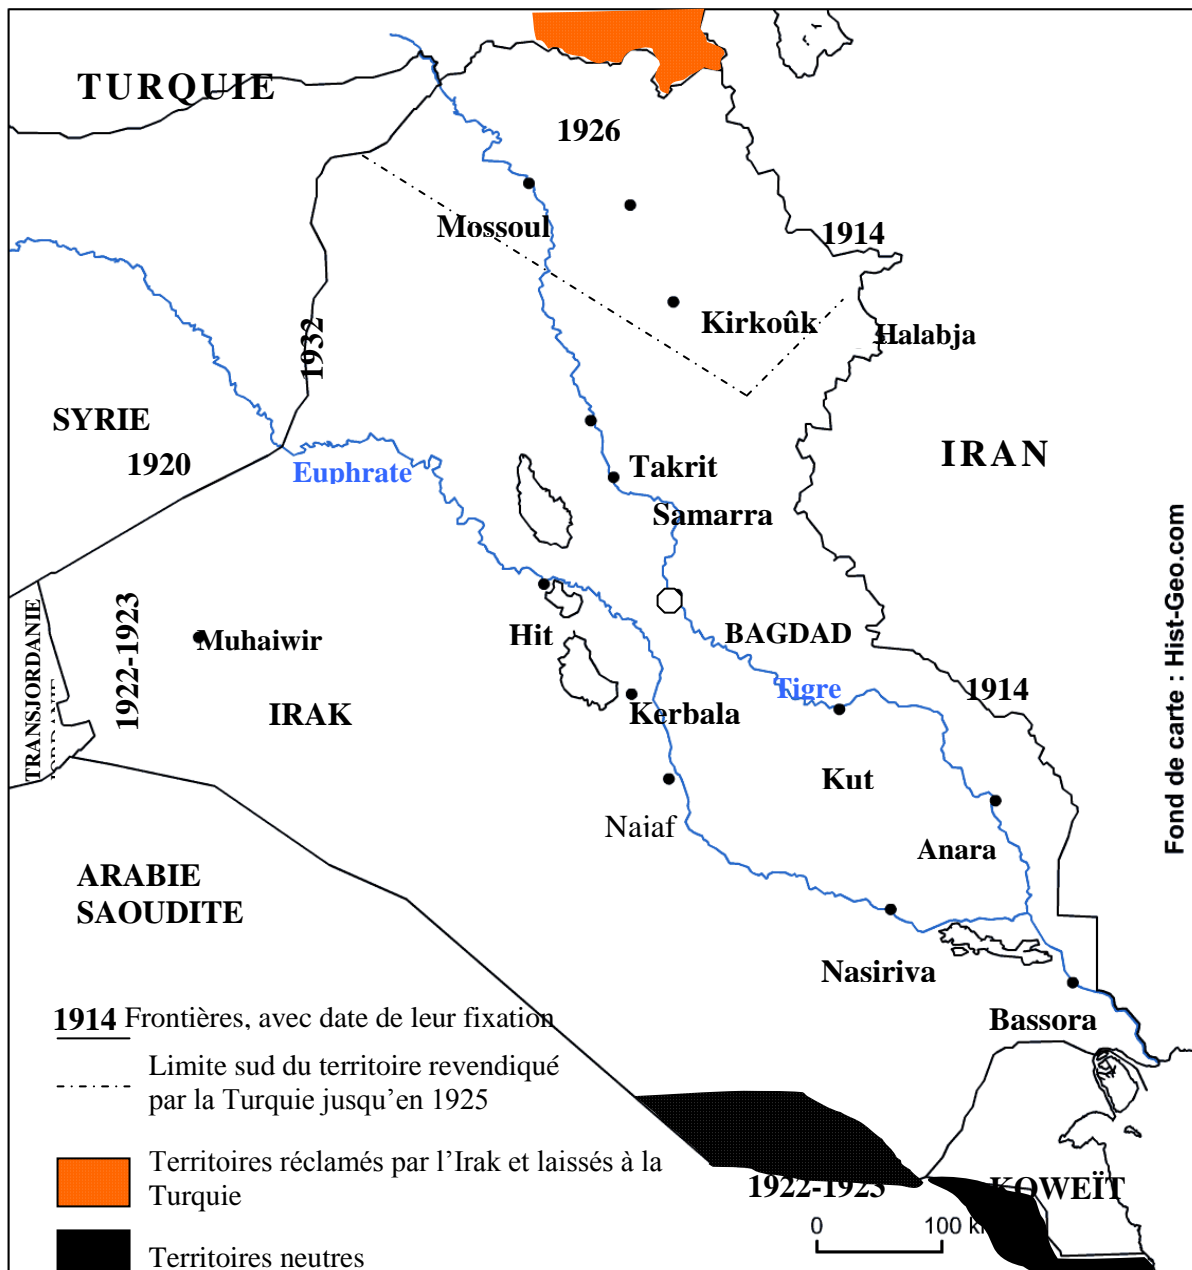 TURQUIE
1926
Mossoul
1914
Kirkoûk
Halabja
1932
SYRIE
1920
IRAN
Euphrate
Takrit
Samarra
Fond de carte : Hist-Geo.com
TRANSJORDANIE
1922-1923
Muhaiwir
Hit
BAGDAD
Tigre
1914
IRAK
Kerbala
Kut
Najaf
Anara
ARABIE
SAOUDITE
Nasiriva
Bassora
1914 Frontières, avec date de leur fixation
Limite sud du territoire revendiqué
par la Turquie jusqu’en 1925
Territoires réclamés par l’Irak et laissés à la
Turquie
1922-1923
KOWEÏT
0 100 k
Territoires neutres